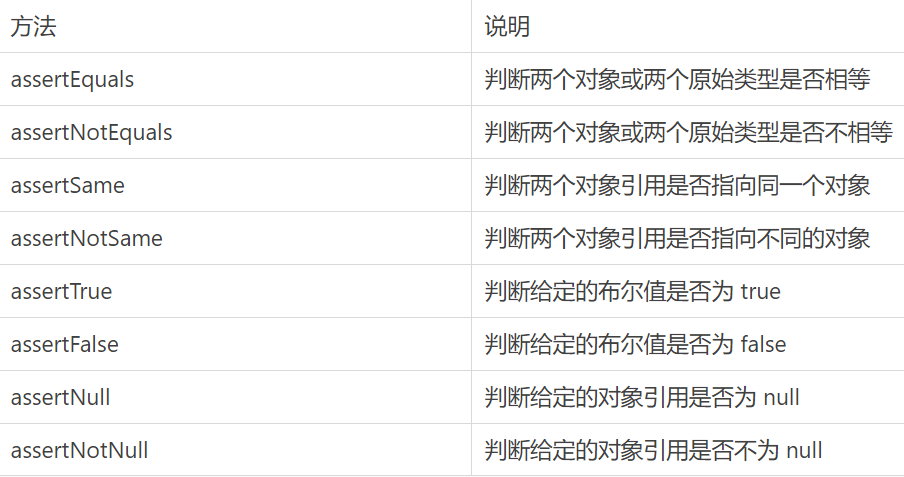 方法 说明
assertEquals 判断两个对象或两个原始类型是否相等
assertNotEquals 判断两个对象或两个原始类型是否不相等
assertSame 判断两个对象引用是否指向同一个对象
assertNotSame 判断两个对象引用是否指向不同的对象
assertTrue 判断给定的布尔值是否为 true
assertFalse 判断给定的布尔值是否为 false
assertNull 判断给定的对象引用是否为 null
assertNotNull 判断给定的对象引用是否不为 null